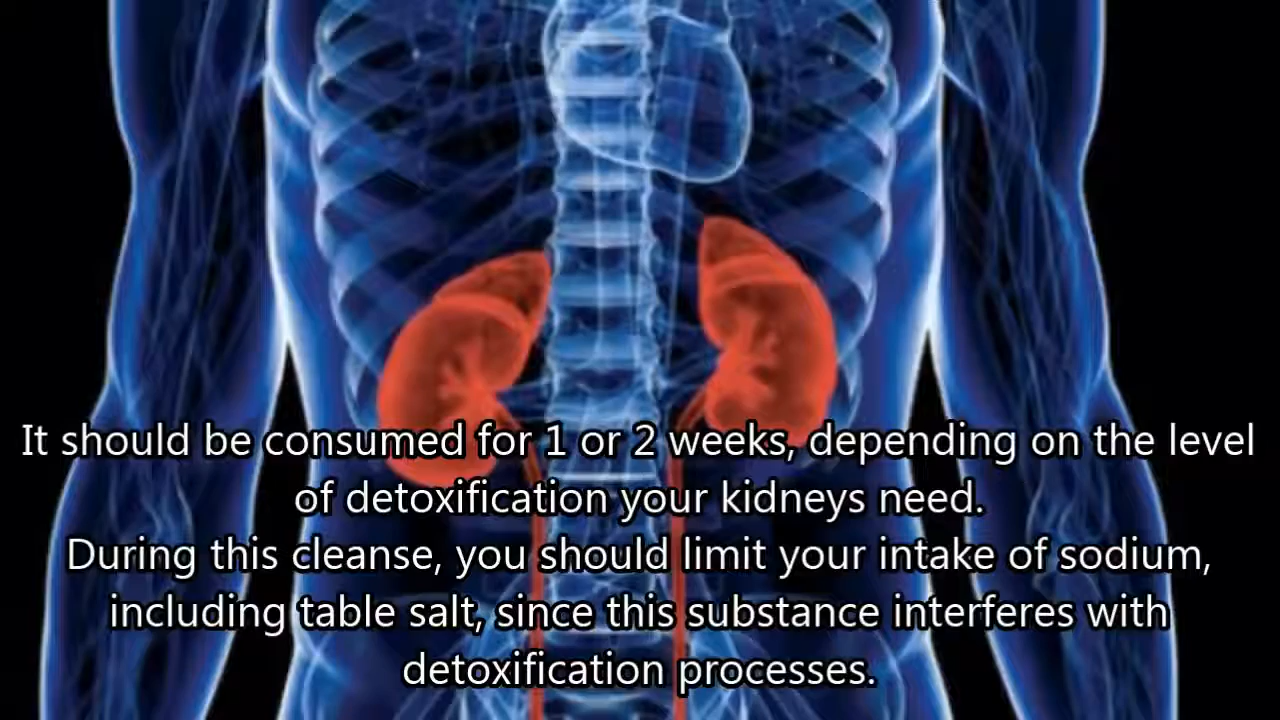 It should be consumed for 1 or 2 weeks, depending on the level
of detoxification your kidneys need.
During this cleanse, you should limit your intake of sodium,
including table salt, since this substance interferes with
detoxification processes.